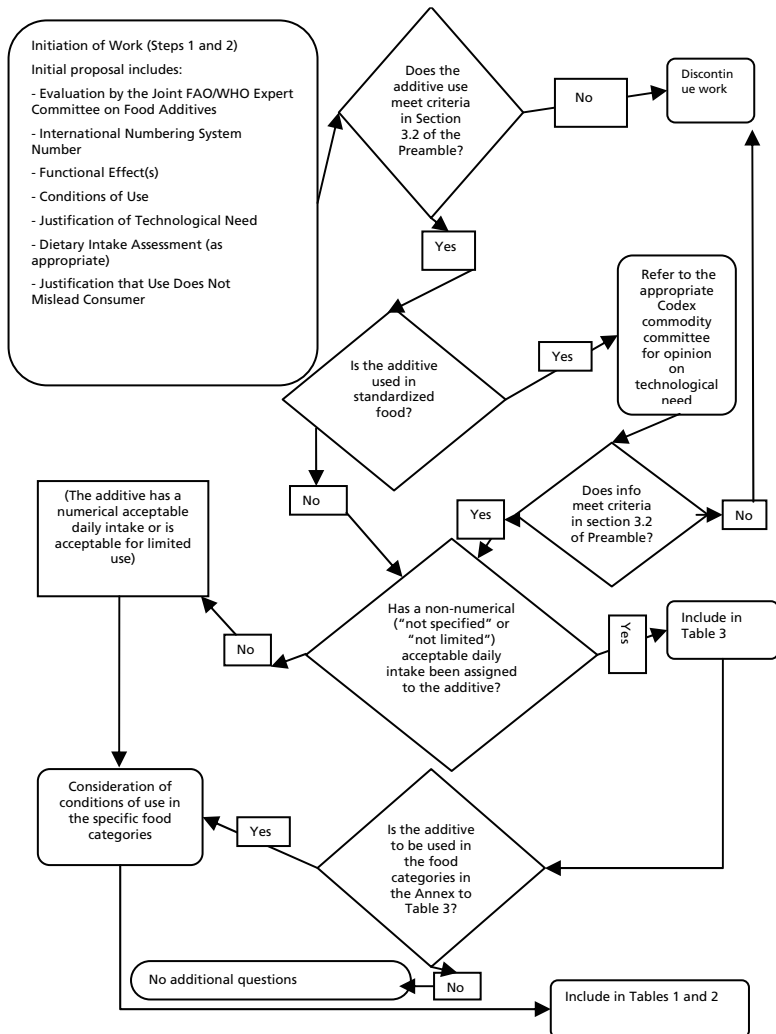 Initiation of Work (Steps 1 and 2)
Initial proposal includes:
- Evaluation by the Joint FAO/WHO Expert
Committee on Food Additives
- International Numbering System
Number
- Functional Effect(s)
- Conditions of Use
- Justification of Technological Need
- Dietary Intake Assessment (as
appropriate)
- Justification that Use Does Not
Mislead Consumer
Does the
additive use
meet criteria
in Section
3.2 of the
Preamble?
No
Discontin
ue work
Yes
Is the additive
used in
standardized
food?
Yes
Refer to the
appropriate
Codex
commodity
committee
for opinion
on
technological
need
No
Does info
meet criteria
in section 3.2
of Preamble?
Yes
No
(The additive has a
numerical acceptable
daily intake or is
acceptable for limited
use)
Has a non-numerical
(“not specified” or
“not limited”)
acceptable daily
intake been assigned
to the additive?
No
Yes
Include in
Table 3
Consideration of
conditions of use in
the specific food
categories
Yes
Is the additive
to be used in
the food
categories in
the Annex to
Table 3?
No additional questions
No
Include in Tables 1 and 2